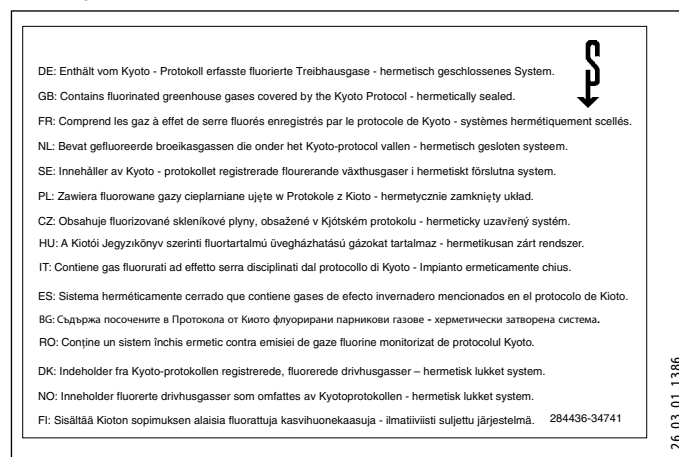 DE: Enthält vom Kyoto - Protokoll erfasste fluorierte Treibhausgase - hermetisch geschlossenes System.
GB: Contains fluorinated greenhouse gases covered by the Kyoto Protocol - hermetically sealed.
FR: Comprend les gaz à effet de serre fluorés enregistrés par le protocole de Kyoto - systèmes hermétiquement scellés.
NL: Bevat gefluoreerde broeikasgassen die onder het Kyoto-protocol vallen - hermetisch gesloten systeem.
SE: Innehåller av Kyoto - protokollet registrerade flourerande växthusgaser i hermetiskt förslutna system.
PL: Zawiera fluorowane gazy cieplarniane ujęte w Protokole z Kioto - hermetycznie zamknięty układ.
CZ: Obsahuje fluorizované skleníkové plyny, obsažené v Kjótském protokolu - hermeticky uzavřený systém.
HU: A Kiotói Jegyzıkönyv szerinti fluortartalmú üvegházhatású gázokat tartalmaz - hermetikusan zárt rendszer.
IT: Contiene gas fluorurati ad effetto serra disciplinati dal protocollo di Kyoto - Impianto ermeticamente chius.
ES: Sistema herméticamente cerrado que contiene gases de efecto invernadero mencionados en el protocolo de Kioto.
BG: Съдържа посочените в Протокола от Киото флуорирани парникови газове - херметически затворена система.
RO: Conține un sistem închis ermetic contra emisiei de gaze fluorine monitorizat de protocolul Kyoto.
DK: Indeholder fra Kyoto-protokollen registrerede, fluorerede drivhusgasser – hermetisk lukket system.
NO: Inneholder fluorerte drivhusgasser som omfattes av Kyotoprotokollen - hermetisk lukket system.
FI: Sisältää Kioton sopimuksen alaisia fluorattuja kasvihuonekaasuja - ilmatiiviisti suljettu järjestelmä. 284436-34741
26_03_01_1386